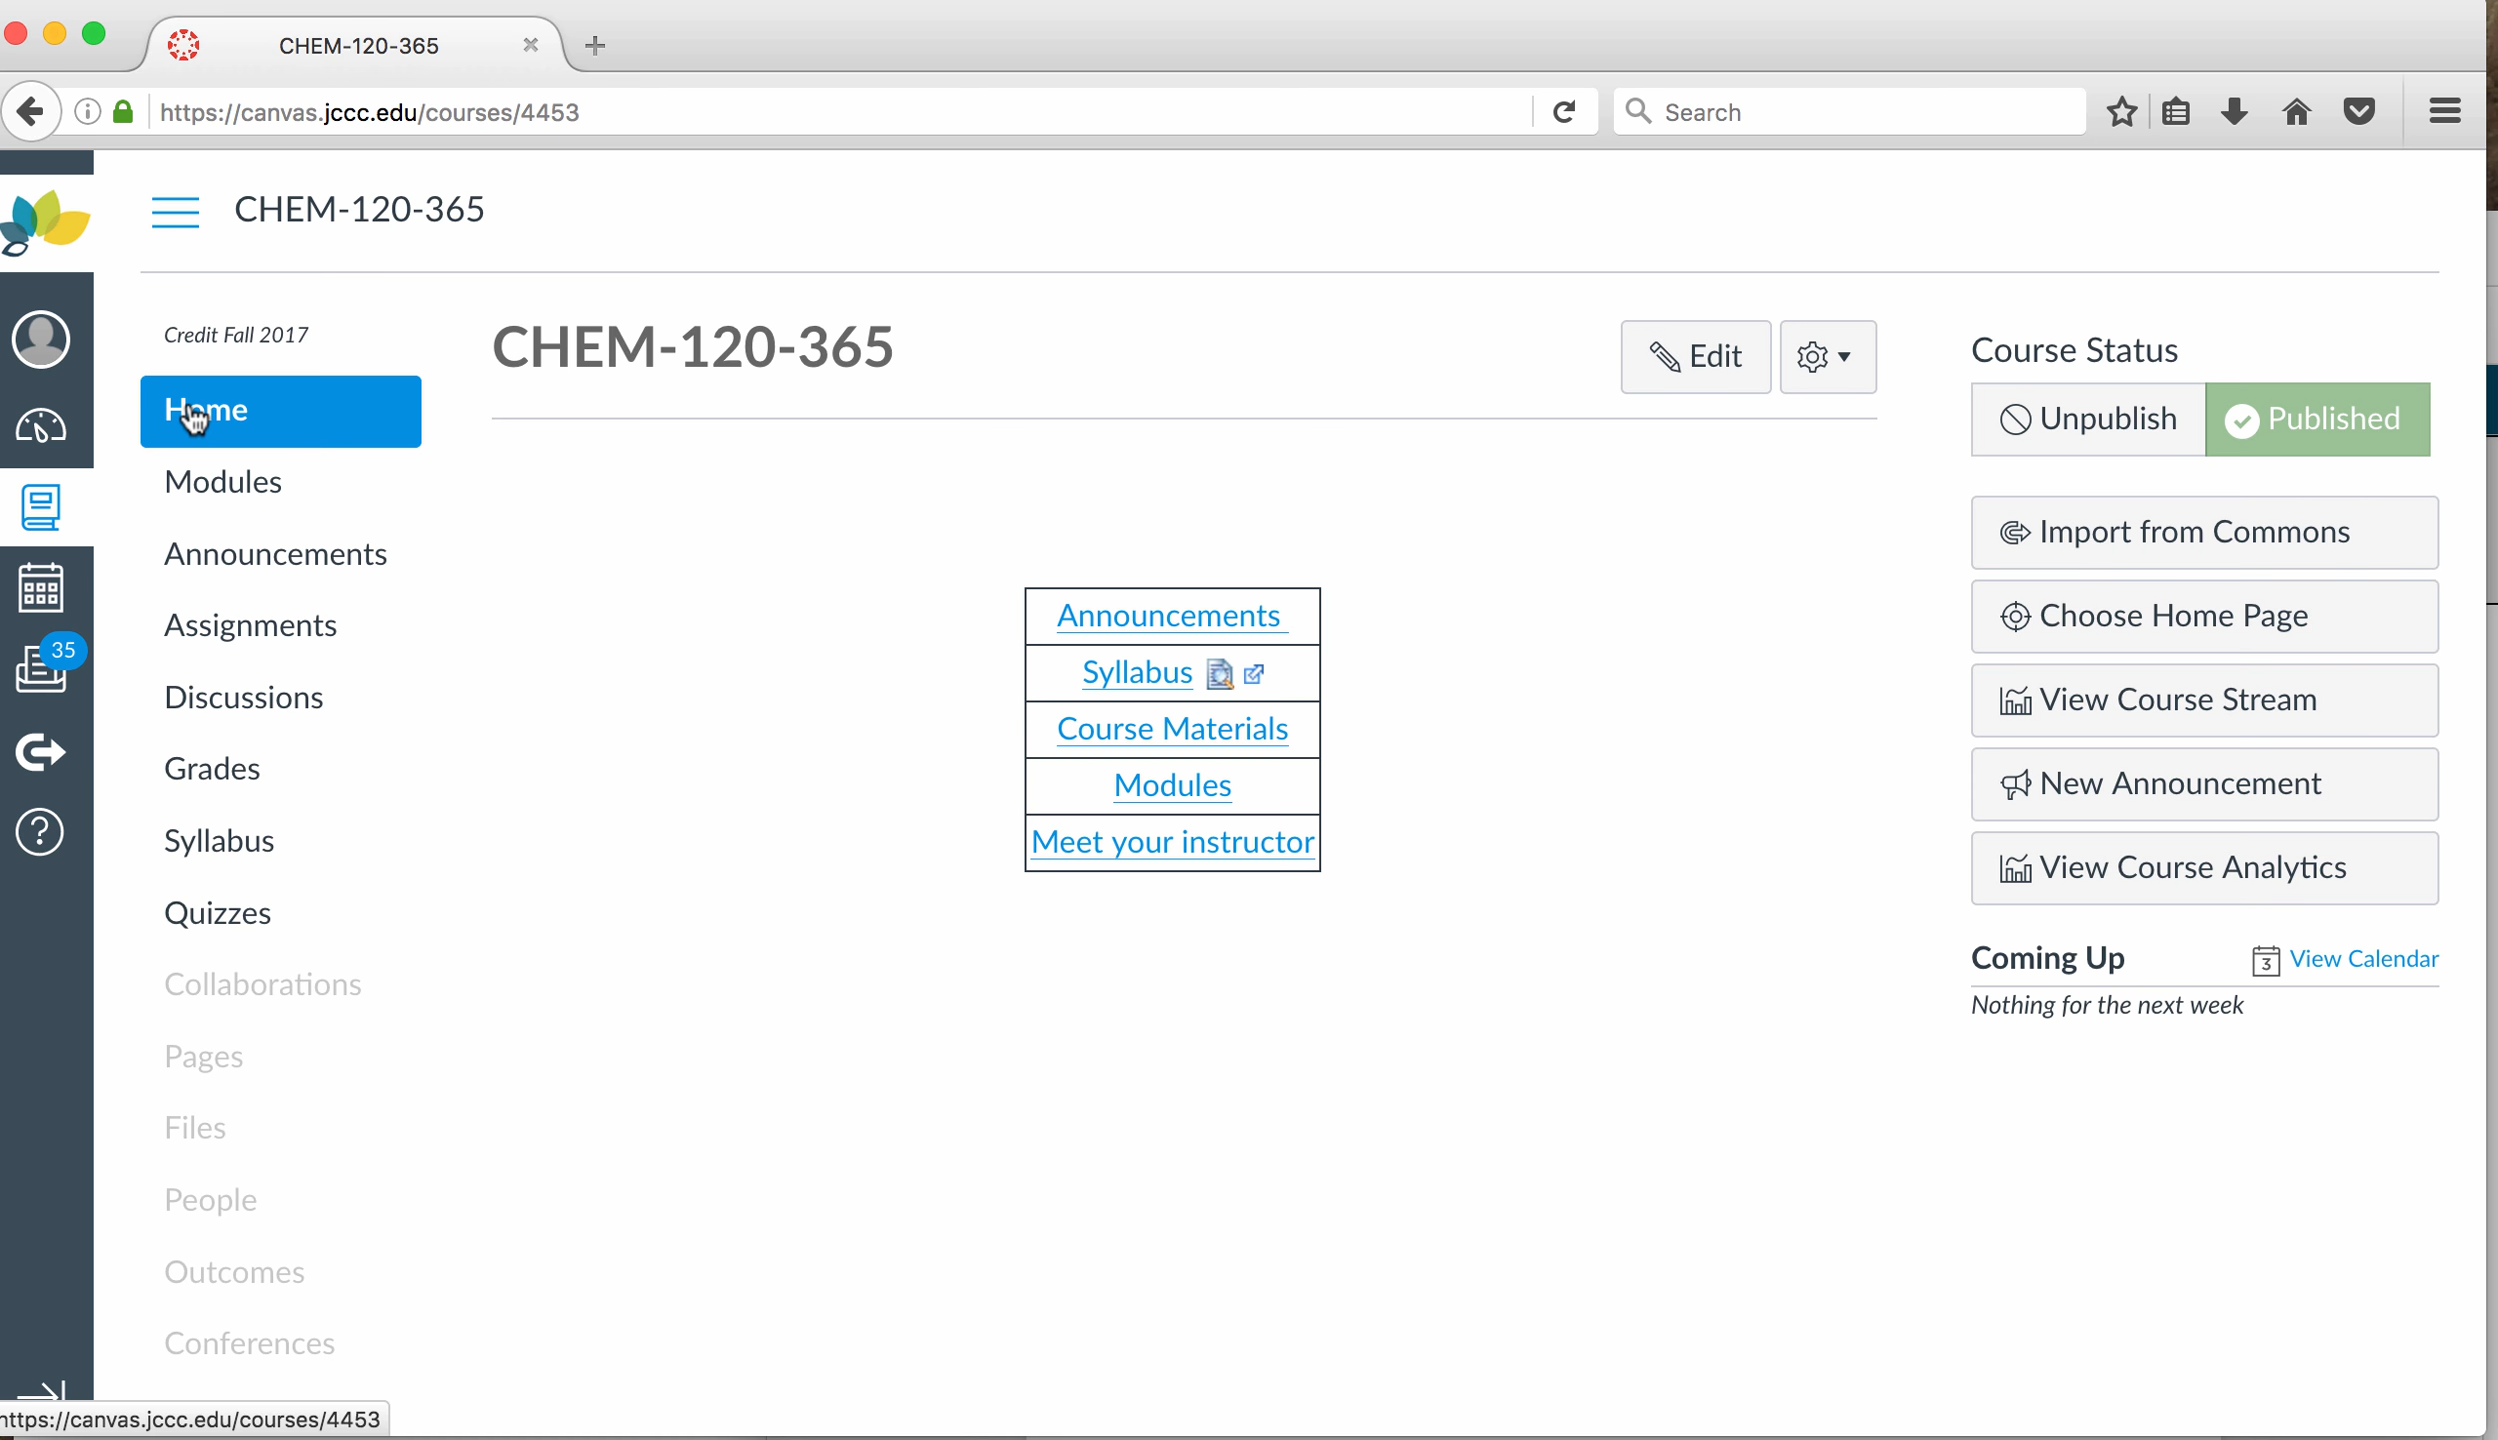 CHEM-120-365
https://canvas.jccc.edu/courses/4453
Search
CHEM-120-365
Credit Fall 2017
Home
Modules
Announcements
Assignments
Discussions
Grades
Syllabus
Quizzes
Collaborations
Pages
Files
People
Outcomes
Conferences
35
CHEM-120-365
Edit
Announcements
Syllabus
Course Materials
Modules
Meet your instructor
Course Status
Unpublish
Published
Import from Commons
Choose Home Page
View Course Stream
New Announcement
View Course Analytics
Coming Up
3 View Calendar
Nothing for the next week
https://canvas.jccc.edu/courses/4453